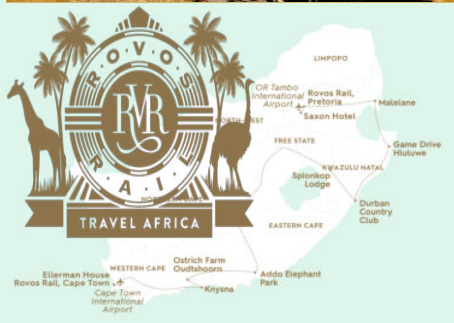 ROVOS
RVR
RAIL
TRAVEL AFRICA
LIMPOPO
OR Tambo
International
Airport
Rovos Rail,
Pretoria
Saxon Hotel
Malelane
NORTH-WEST
FREE STATE
Game Drive
Hluluwe
KWAZULU NATAL
Spionkop
Lodge
Durban
Country
Club
EASTERN CAPE
Ostrich Farm
Oudtshoorn
WESTERN CAPE
Addo Elephant
Park
Knysna
Ellerman House
Rovos Rail, Cape Town
Cape Town
International
Airport